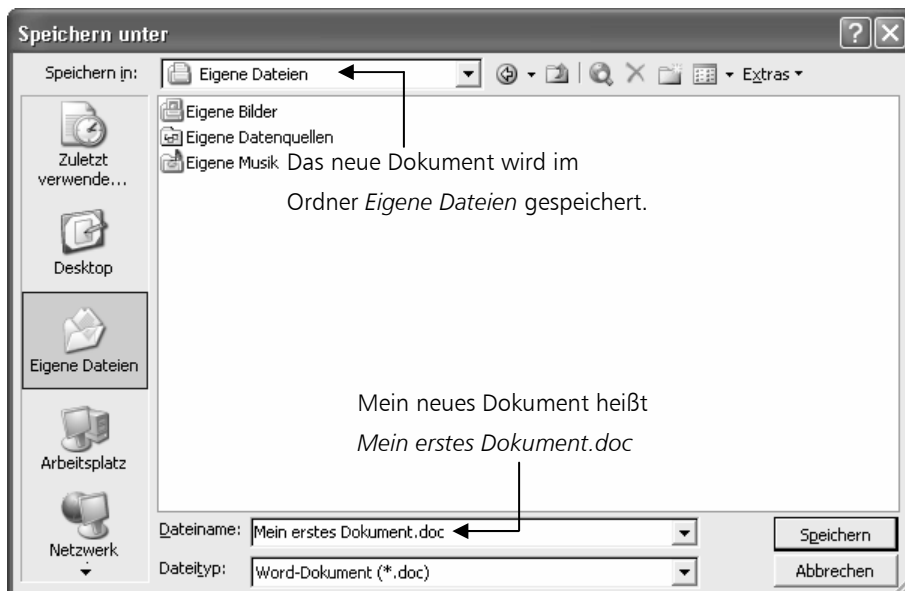 Speichern unter
Speichern in: Eigene Dateien Extras
Eigene Bilder
Eigene Datenquellen
Eigene Musik
Das neue Dokument wird im
Ordner Eigene Dateien gespeichert.
Zuletzt
verwende...
Desktop
Eigene Dateien
Arbeitsplatz
Netzwerk
Mein neues Dokument heißt
Mein erstes Dokument.doc
Dateiname: Mein erstes Dokument.doc Speichern
Dateityp: Word-Dokument (*.doc) Abbrechen